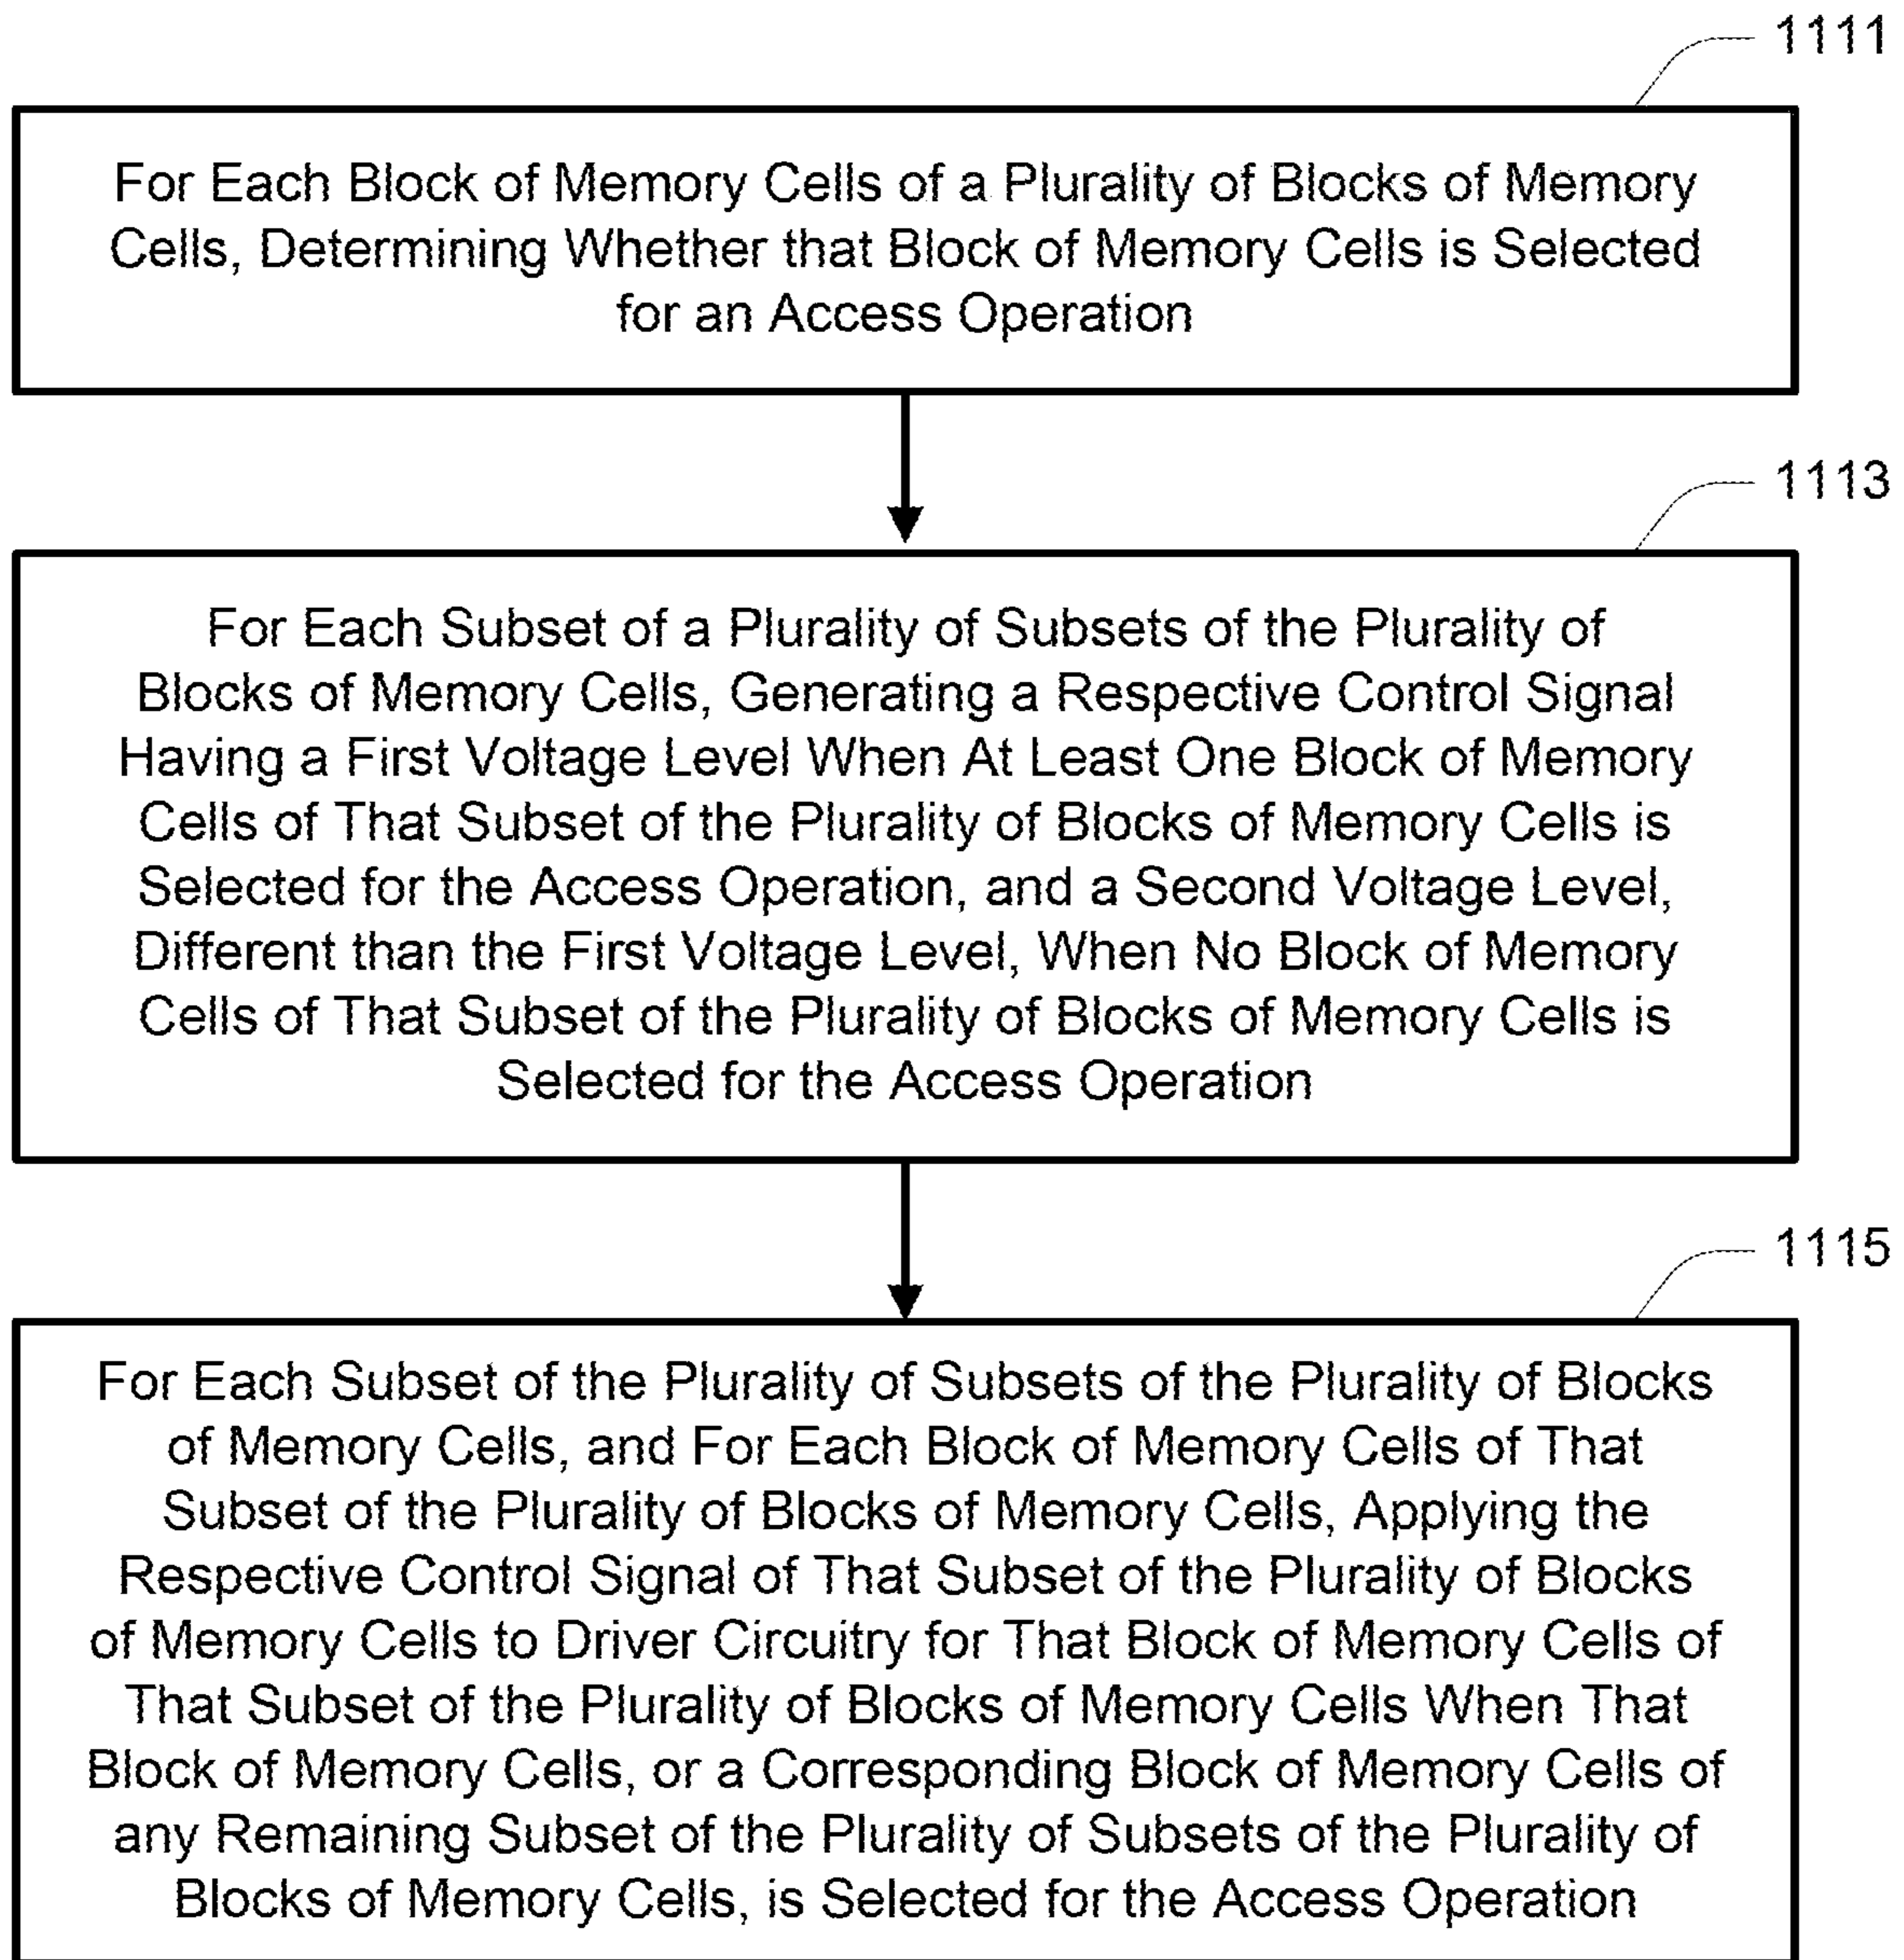 1111
For Each Block of Memory Cells of a Plurality of Blocks of Memory
Cells, Determining Whether that Block of Memory Cells is Selected
for an Access Operation
1113
For Each Subset of a Plurality of Subsets of the Plurality of
Blocks of Memory Cells, Generating a Respective Control Signal
Having a First Voltage Level When At Least One Block of Memory
Cells of That Subset of the Plurality of Blocks of Memory Cells is
Selected for the Access Operation, and a Second Voltage Level,
Different than the First Voltage Level, When No Block of Memory
Cells of That Subset of the Plurality of Blocks of Memory Cells is
Selected for the Access Operation
1115
For Each Subset of the Plurality of Subsets of the Plurality of Blocks
of Memory Cells, and For Each Block of Memory Cells of That
Subset of the Plurality of Blocks of Memory Cells, Applying the
Respective Control Signal of That Subset of the Plurality of Blocks
of Memory Cells to Driver Circuitry for That Block of Memory Cells of
That Subset of the Plurality of Blocks of Memory Cells When That
Block of Memory Cells, or a Corresponding Block of Memory Cells of
any Remaining Subset of the Plurality of Subsets of the Plurality of
Blocks of Memory Cells, is Selected for the Access Operation